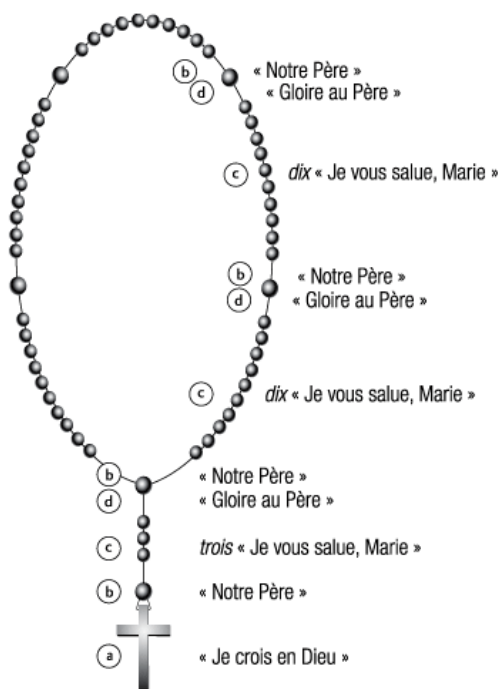 b « Notre Père »
d « Gloire au Père »
c dix « Je vous salue, Marie »
b « Notre Père »
d « Gloire au Père »
c dix « Je vous salue, Marie »
b « Notre Père »
d « Gloire au Père »
c trois « Je vous salue, Marie »
b « Notre Père »
a « Je crois en Dieu »